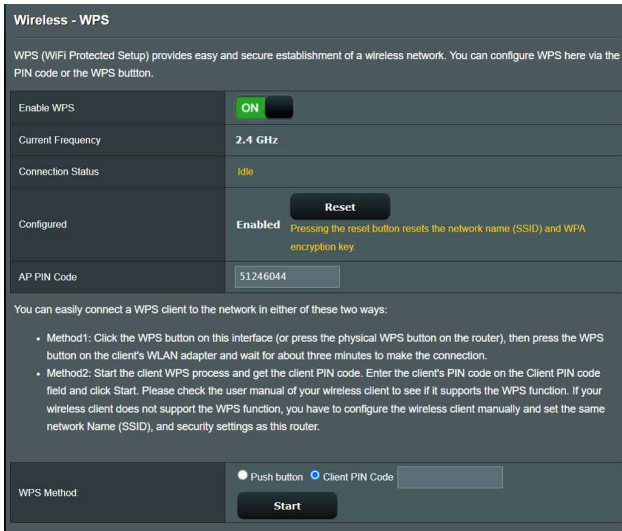 Wireless - WPS
WPS (WiFi Protected Setup) provides easy and secure establishment of a wireless network. You can configure WPS here via the
PIN code or the WPS buttton.
Enable WPS ON
Current Frequency 2.4 GHz
Connection Status Idle
Configured Enabled Reset
Pressing the reset button resets the network name (SSID) and WPA
encryption key.
AP PIN Code 51246044
You can easily connect a WPS client to the network in either of these two ways:
• Method1: Click the WPS button on this interface (or press the physical WPS button on the router), then press the WPS
button on the client's WLAN adapter and wait for about three minutes to make the connection.
• Method2: Start the client WPS process and get the client PIN code. Enter the client's PIN code on the Client PIN code
field and click Start. Please check the user manual of your wireless client to see if it supports the WPS function. If your
wireless client does not support the WPS function, you have to configure the wireless client manually and set the same
network Name (SSID), and security settings as this router.
WPS Method: Push button Client PIN Code
Start